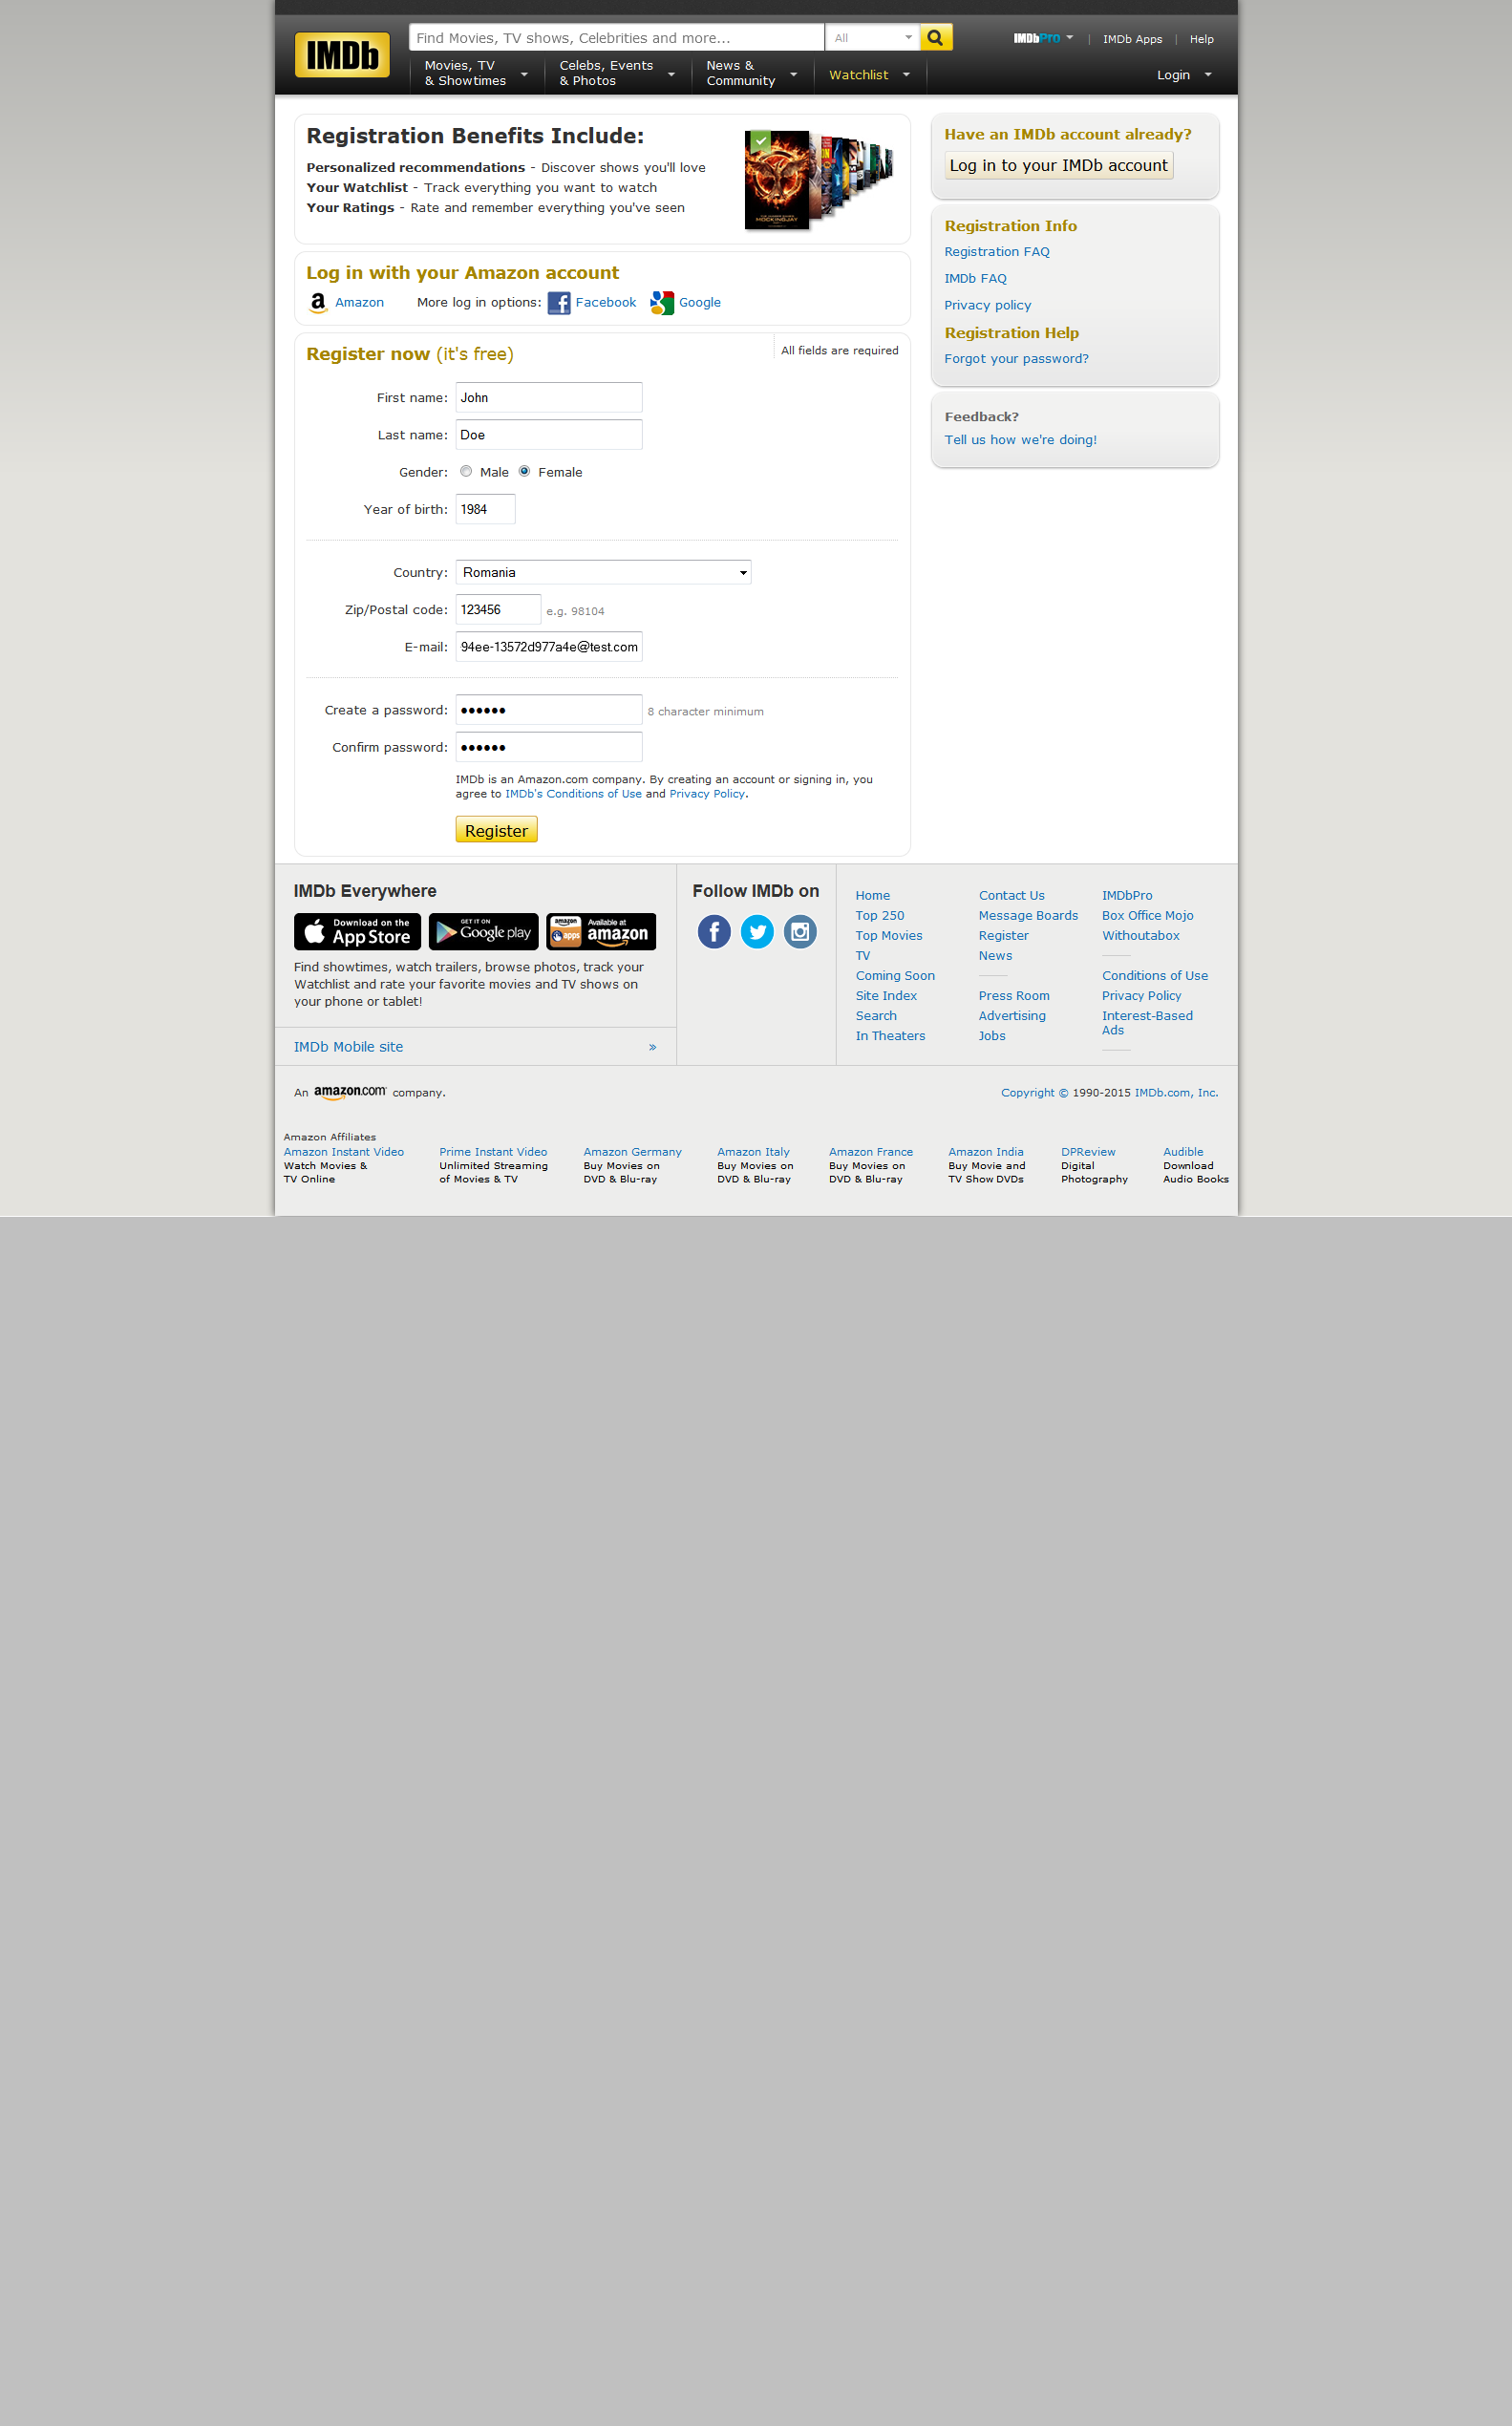 IMDb
Find Movies, TV shows, Celebrities and more...
All
IMDbPro | IMDb Apps | Help
Movies, TV
& Showtimes
Celebs, Events
& Photos
News &
Community
Watchlist
Login
Registration Benefits Include:
Personalized recommendations - Discover shows you'll love
Your Watchlist - Track everything you want to watch
Your Ratings - Rate and remember everything you've seen
MOCKINGJAY
Log in with your Amazon account
Amazon More log in options: Facebook Google
Register now (it's free)
All fields are required
First name: John
Last name: Doe
Gender: Male Female
Year of birth: 1984
Country: Romania
Zip/Postal code: 123456 e.g. 98104
E-mail: 94ee-13572d977a4e@test.com
Create a password: •••••• 8 character minimum
Confirm password: ••••••
IMDb is an Amazon.com company. By creating an account or signing in, you
agree to IMDb's Conditions of Use and Privacy Policy.
Register
Have an IMDb account already?
Log in to your IMDb account
Registration Info
Registration FAQ
IMDb FAQ
Privacy policy
Registration Help
Forgot your password?
Feedback?
Tell us how we're doing!
IMDb Everywhere
Download on the
App Store
GET IT ON
Google play
amazon
apps
Available at
amazon
Find showtimes, watch trailers, browse photos, track your
Watchlist and rate your favorite movies and TV shows on
your phone or tablet!
IMDb Mobile site »
Follow IMDb on
Home
Top 250
Top Movies
TV
Coming Soon
Site Index
Search
In Theaters
Contact Us
Message Boards
Register
News
Press Room
Advertising
Jobs
IMDbPro
Box Office Mojo
Withoutabox
Conditions of Use
Privacy Policy
Interest-Based
Ads
An amazon.com company.
Copyright © 1990-2015 IMDb.com, Inc.
Amazon Affiliates
Amazon Instant Video
Watch Movies &
TV Online
Prime Instant Video
Unlimited Streaming
of Movies & TV
Amazon Germany
Buy Movies on
DVD & Blu-ray
Amazon Italy
Buy Movies on
DVD & Blu-ray
Amazon France
Buy Movies on
DVD & Blu-ray
Amazon India
Buy Movie and
TV Show DVDs
DPReview
Digital
Photography
Audible
Download
Audio Books